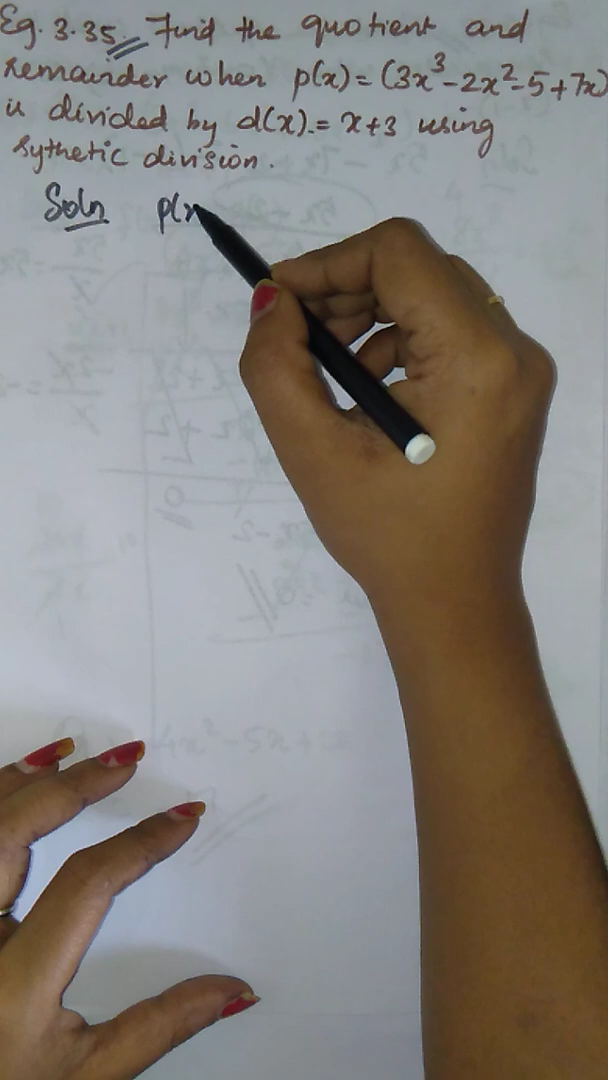 Eg. 3.35. Find the quotient and
remainder when p(x) = (3x³-2x²-5+7x)
is divided by d(x) = x+3 using
sythetic division.
Soln p(x